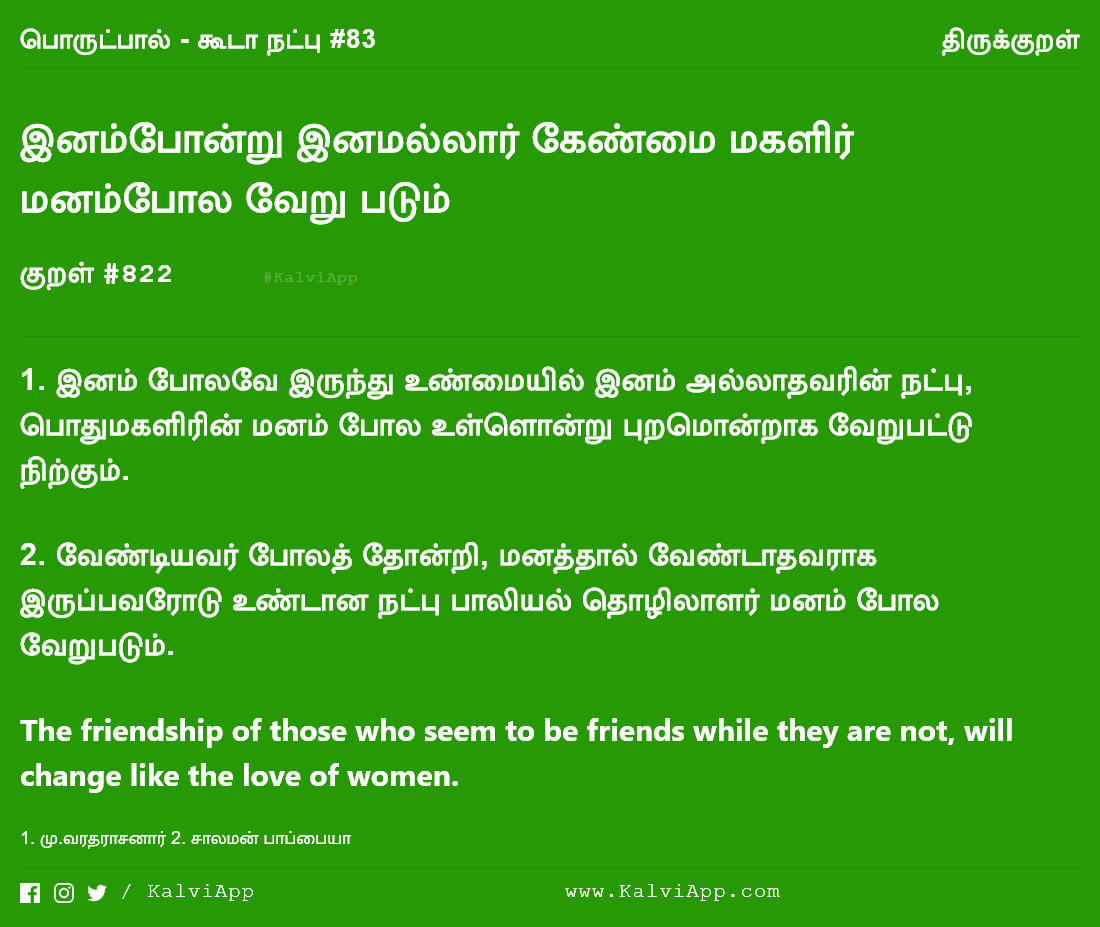 பொருட்பால் - கூடா நட்பு #83 திருக்குறள்
இனம்போன்று இனமல்லார் கேண்மை மகளிர்
மனம்போல வேறு படும்
குறள் #822 #KalviApp
1. இனம் போலவே இருந்து உண்மையில் இனம் அல்லாதவரின் நட்பு,
பொதுமகளிரின் மனம் போல உள்ளொன்று புறமொன்றாக வேறுபட்டு
நிற்கும்.
2. வேண்டியவர் போலத் தோன்றி, மனத்தால் வேண்டாதவராக
இருப்பவரோடு உண்டான நட்பு பாலியல் தொழிலாளர் மனம் போல
வேறுபடும்.
The friendship of those who seem to be friends while they are not, will
change like the love of women.
1. மு.வரதராசனார் 2. சாலமன் பாப்பையா
/ KalviApp www.KalviApp.com